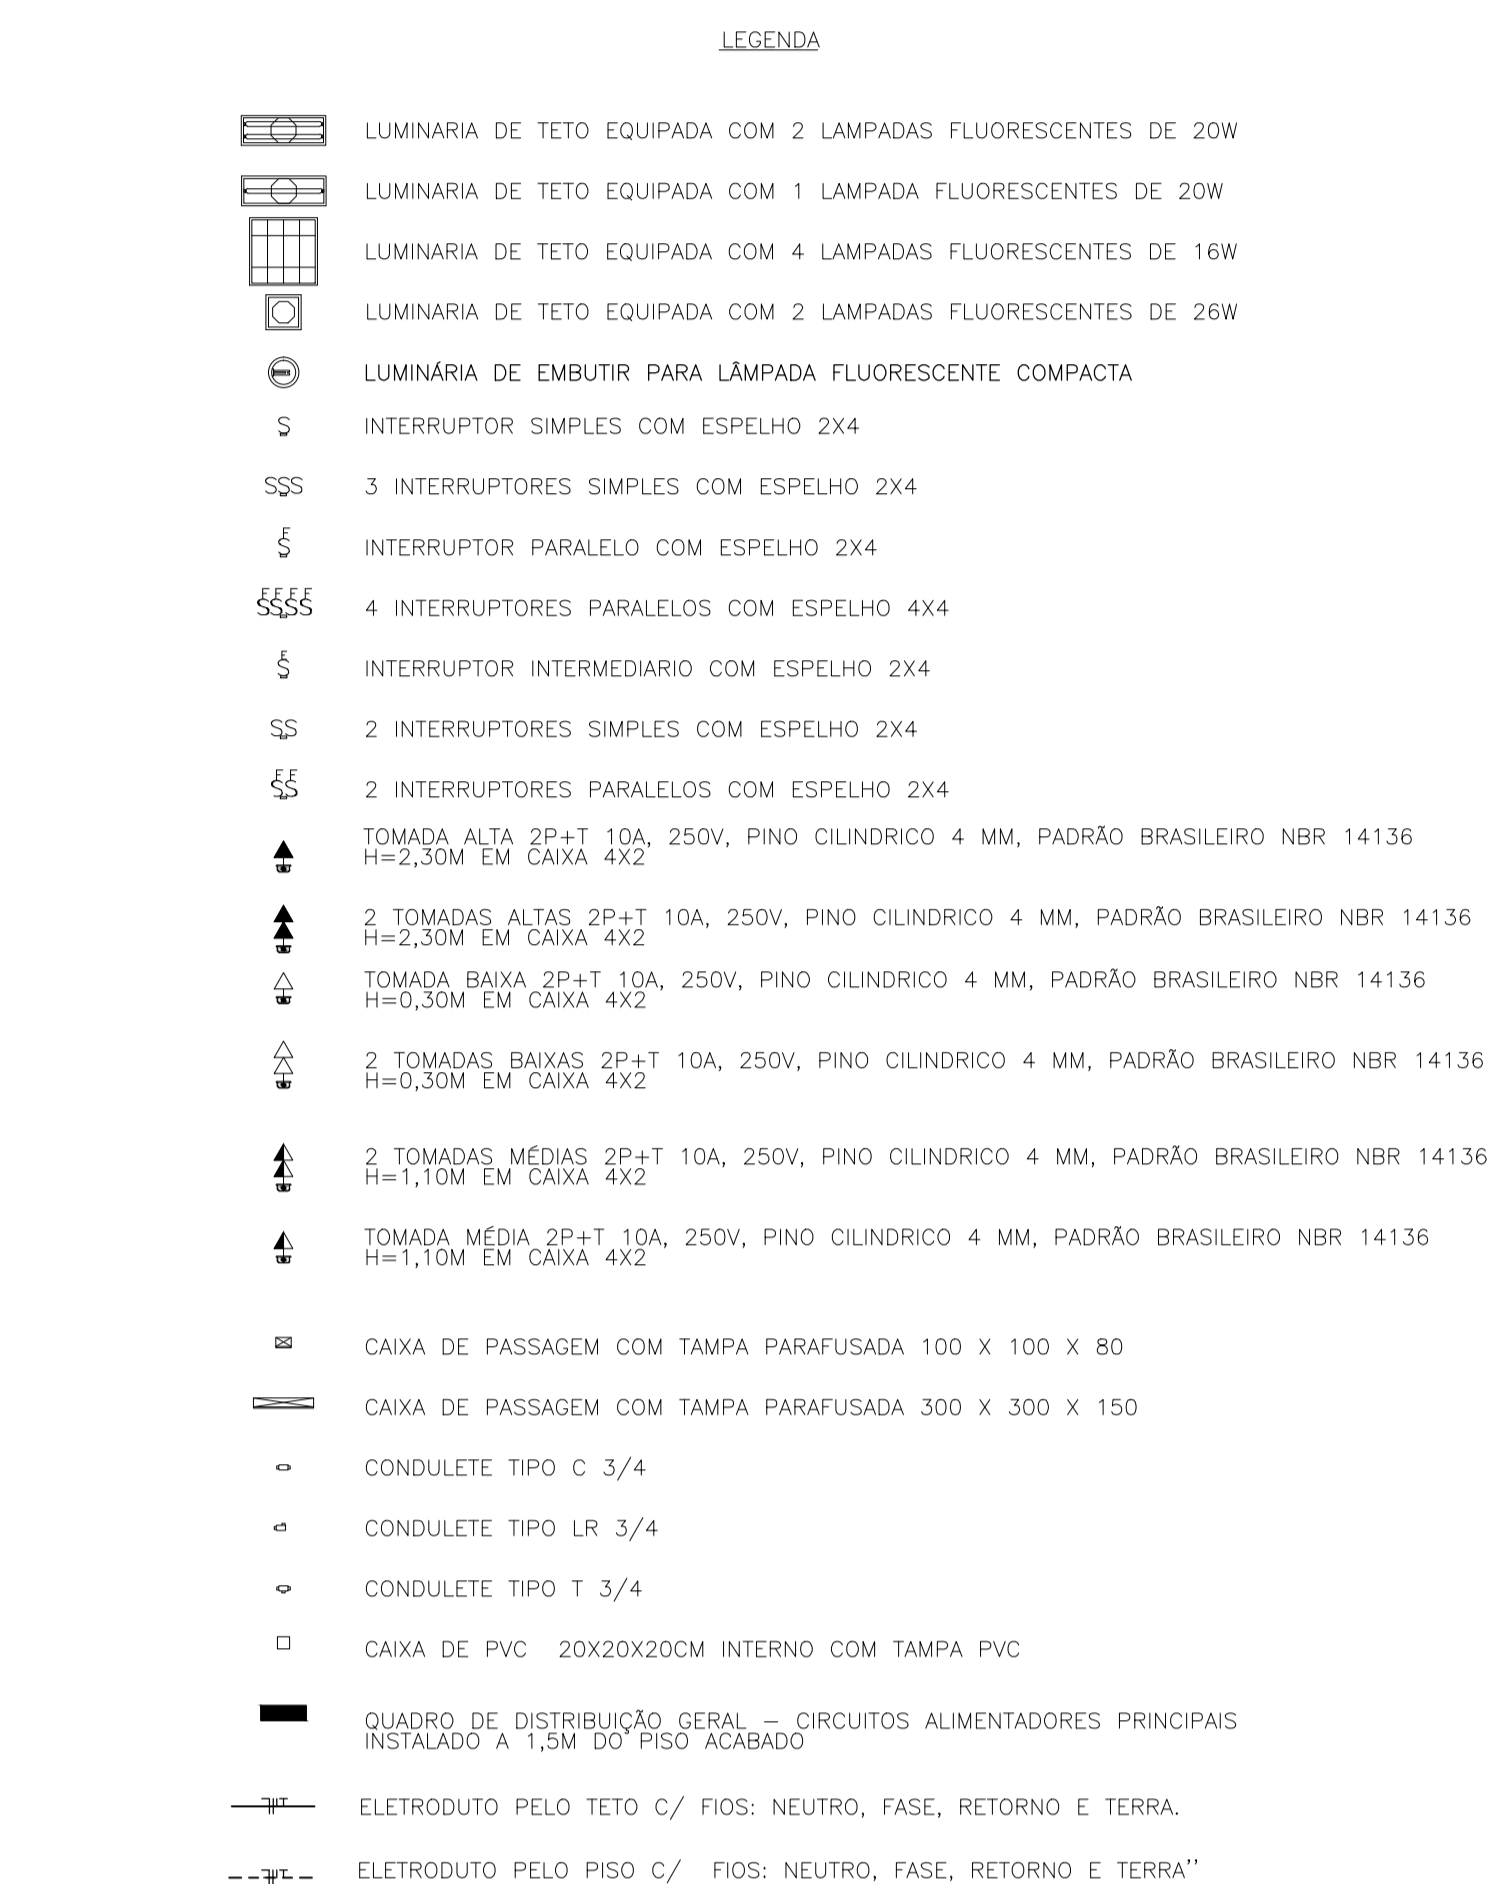 LEGENDA
LUMINARIA DE TETO EQUIPADA COM 2 LAMPADAS FLUORESCENTES DE 20W
LUMINARIA DE TETO EQUIPADA COM 1 LAMPADA FLUORESCENTES DE 20W
LUMINARIA DE TETO EQUIPADA COM 4 LAMPADAS FLUORESCENTES DE 16W
LUMINARIA DE TETO EQUIPADA COM 2 LAMPADAS FLUORESCENTES DE 26W
LUMINÁRIA DE EMBUTIR PARA LÂMPADA FLUORESCENTE COMPACTA
S INTERRUPTOR SIMPLES COM ESPELHO 2X4
SSS 3 INTERRUPTORES SIMPLES COM ESPELHO 2X4
F
S INTERRUPTOR PARALELO COM ESPELHO 2X4
F F F F
SSSS 4 INTERRUPTORES PARALELOS COM ESPELHO 4X4
F
S INTERRUPTOR INTERMEDIARIO COM ESPELHO 2X4
SS 2 INTERRUPTORES SIMPLES COM ESPELHO 2X4
F F
SS 2 INTERRUPTORES PARALELOS COM ESPELHO 2X4
TOMADA ALTA 2P+T 10A, 250V, PINO CILINDRICO 4 MM, PADRÃO BRASILEIRO NBR 14136
H=2,30M EM CAIXA 4X2
2 TOMADAS ALTAS 2P+T 10A, 250V, PINO CILINDRICO 4 MM, PADRÃO BRASILEIRO NBR 14136
H=2,30M EM CAIXA 4X2
TOMADA BAIXA 2P+T 10A, 250V, PINO CILINDRICO 4 MM, PADRÃO BRASILEIRO NBR 14136
H=0,30M EM CAIXA 4X2
2 TOMADAS BAIXAS 2P+T 10A, 250V, PINO CILINDRICO 4 MM, PADRÃO BRASILEIRO NBR 14136
H=0,30M EM CAIXA 4X2
2 TOMADAS MÉDIAS 2P+T 10A, 250V, PINO CILINDRICO 4 MM, PADRÃO BRASILEIRO NBR 14136
H=1,10M EM CAIXA 4X2
TOMADA MÉDIA 2P+T 10A, 250V, PINO CILINDRICO 4 MM, PADRÃO BRASILEIRO NBR 14136
H=1,10M EM CAIXA 4X2
CAIXA DE PASSAGEM COM TAMPA PARAFUSADA 100 X 100 X 80
CAIXA DE PASSAGEM COM TAMPA PARAFUSADA 300 X 300 X 150
CONDULETE TIPO C 3/4
CONDULETE TIPO LR 3/4
CONDULETE TIPO T 3/4
CAIXA DE PVC 20X20X20CM INTERNO COM TAMPA PVC
QUADRO DE DISTRIBUIÇÃO GERAL – CIRCUITOS ALIMENTADORES PRINCIPAIS
INSTALADO A 1,5M DO PISO ACABADO
ELETRODUTO PELO TETO C/ FIOS: NEUTRO, FASE, RETORNO E TERRA.
ELETRODUTO PELO PISO C/ FIOS: NEUTRO, FASE, RETORNO E TERRA''